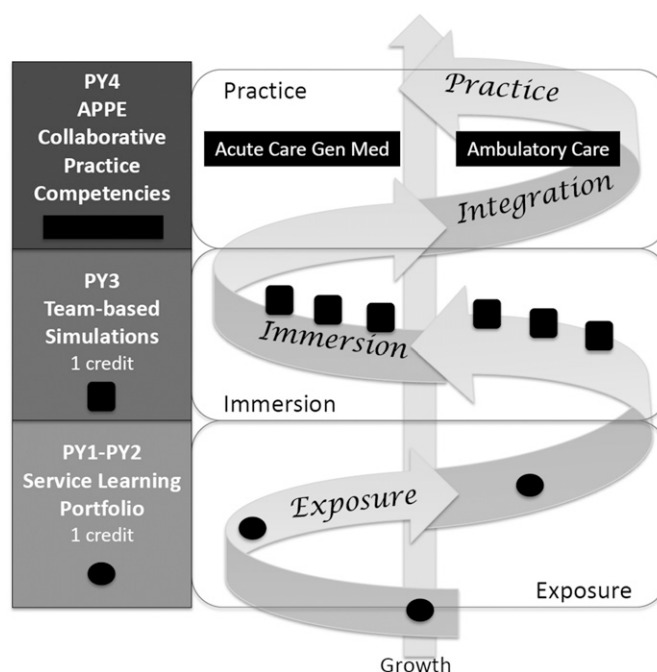 PY4
APPE
Collaborative
Practice
Competencies
Practice
Practice
Acute Care Gen Med
Ambulatory Care
Integration
PY3
Team-based
Simulations
1 credit
Immersion
Immersion
PY1-PY2
Service Learning
Portfolio
1 credit
Exposure
Exposure
Growth